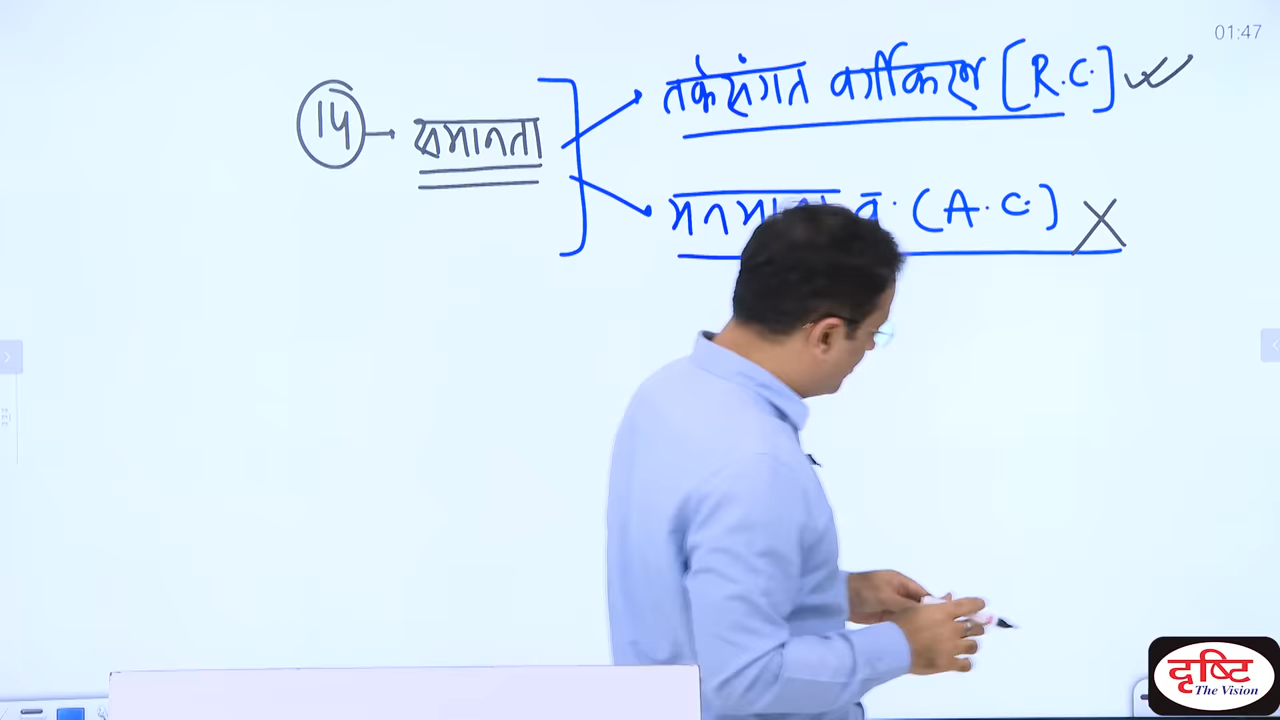 01:47
14 → समानता
तर्कसंगत वर्गीकरण [R.C.]
व. (A.C.)
दृष्टि
The Vision